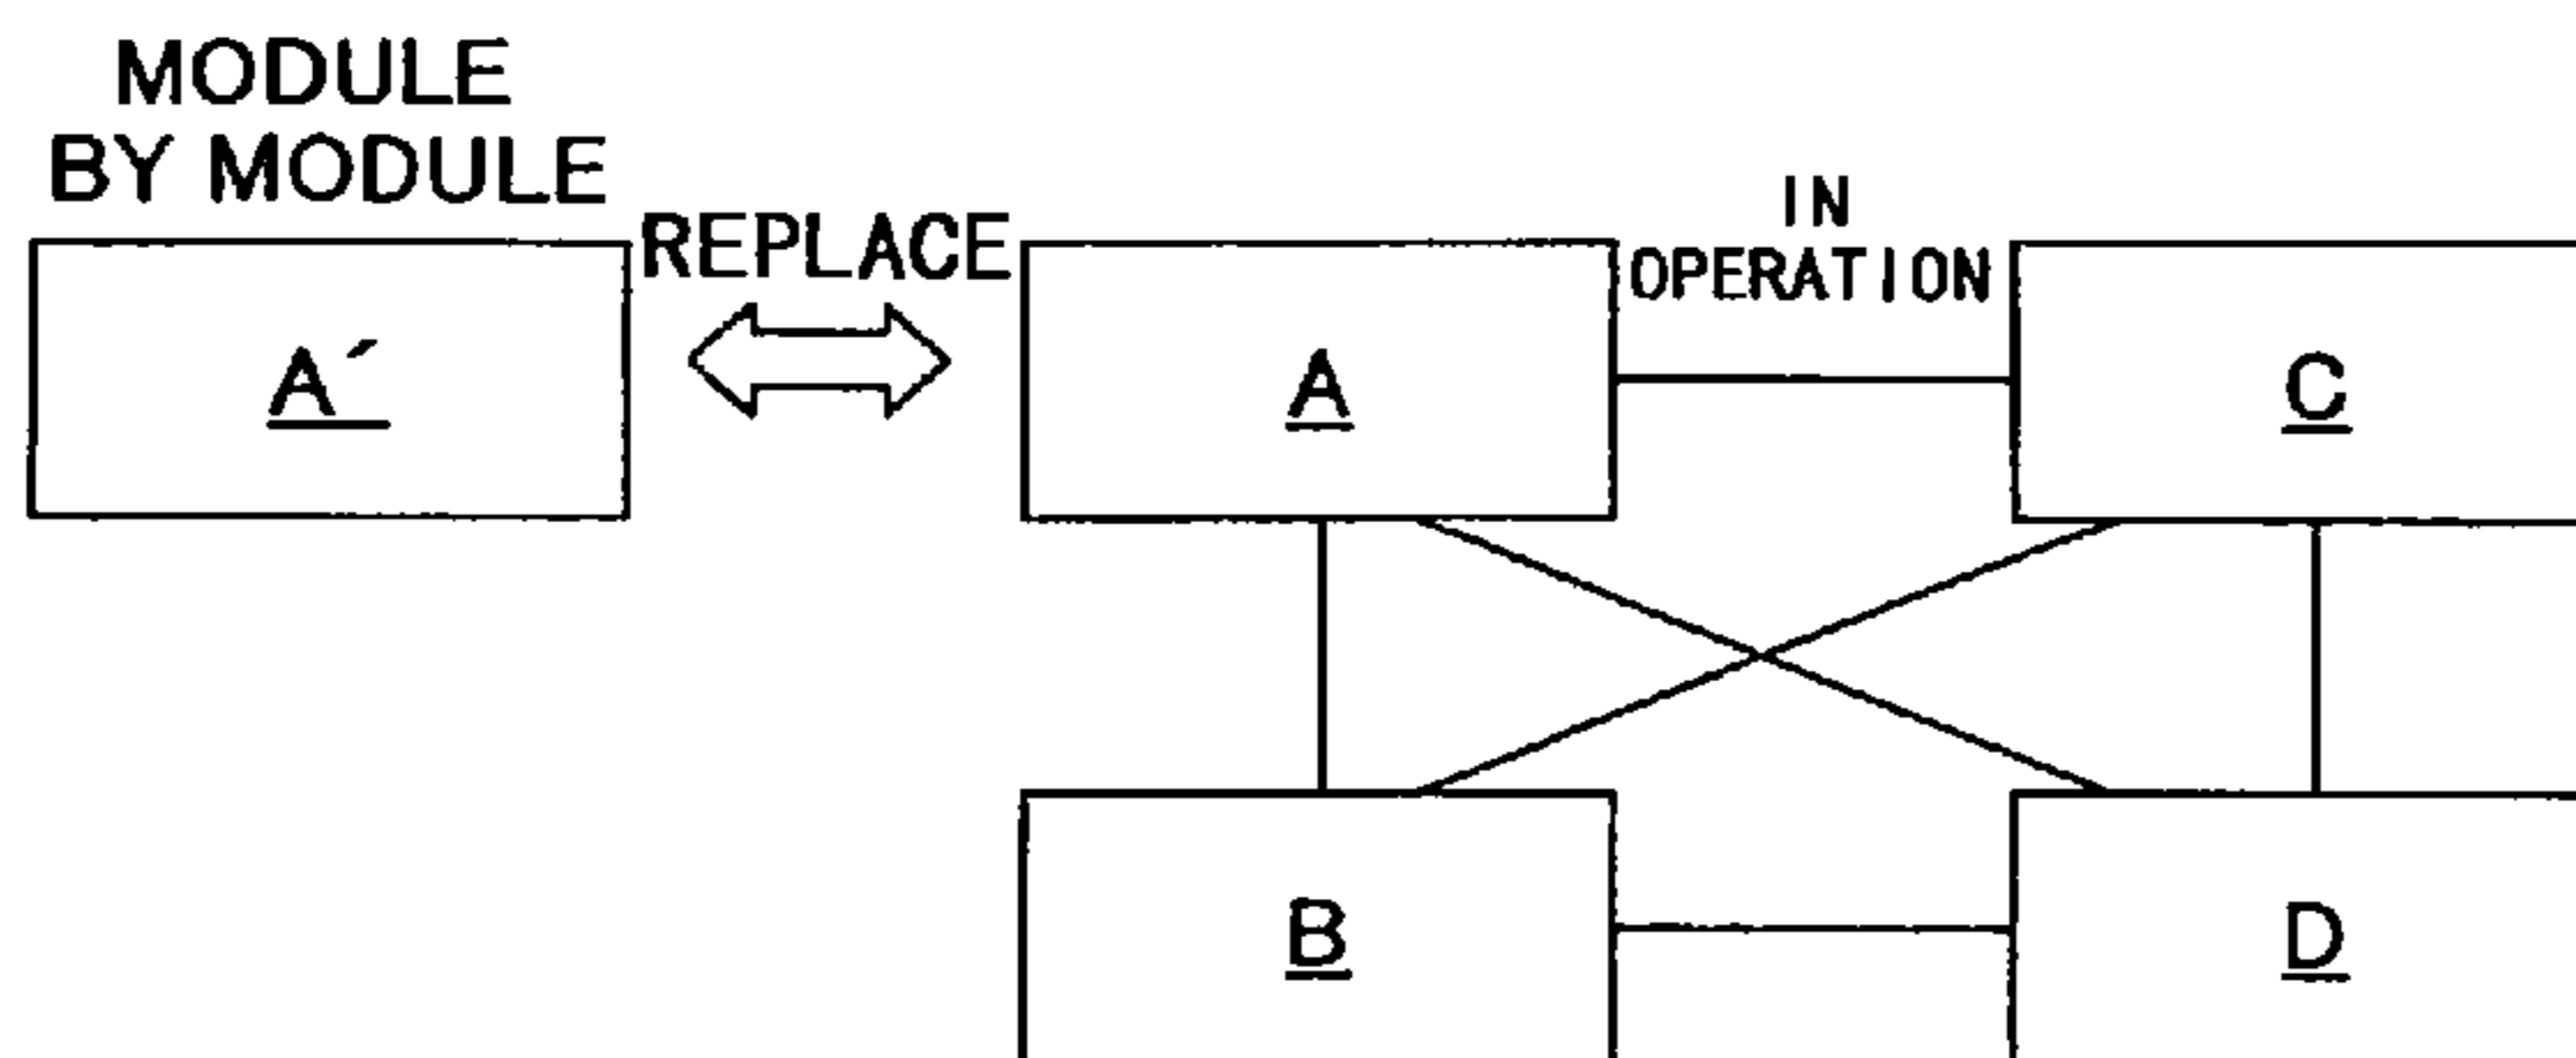 MODULE
BY MODULE
REPLACE
IN
OPERATION
A´
A
C
B
D